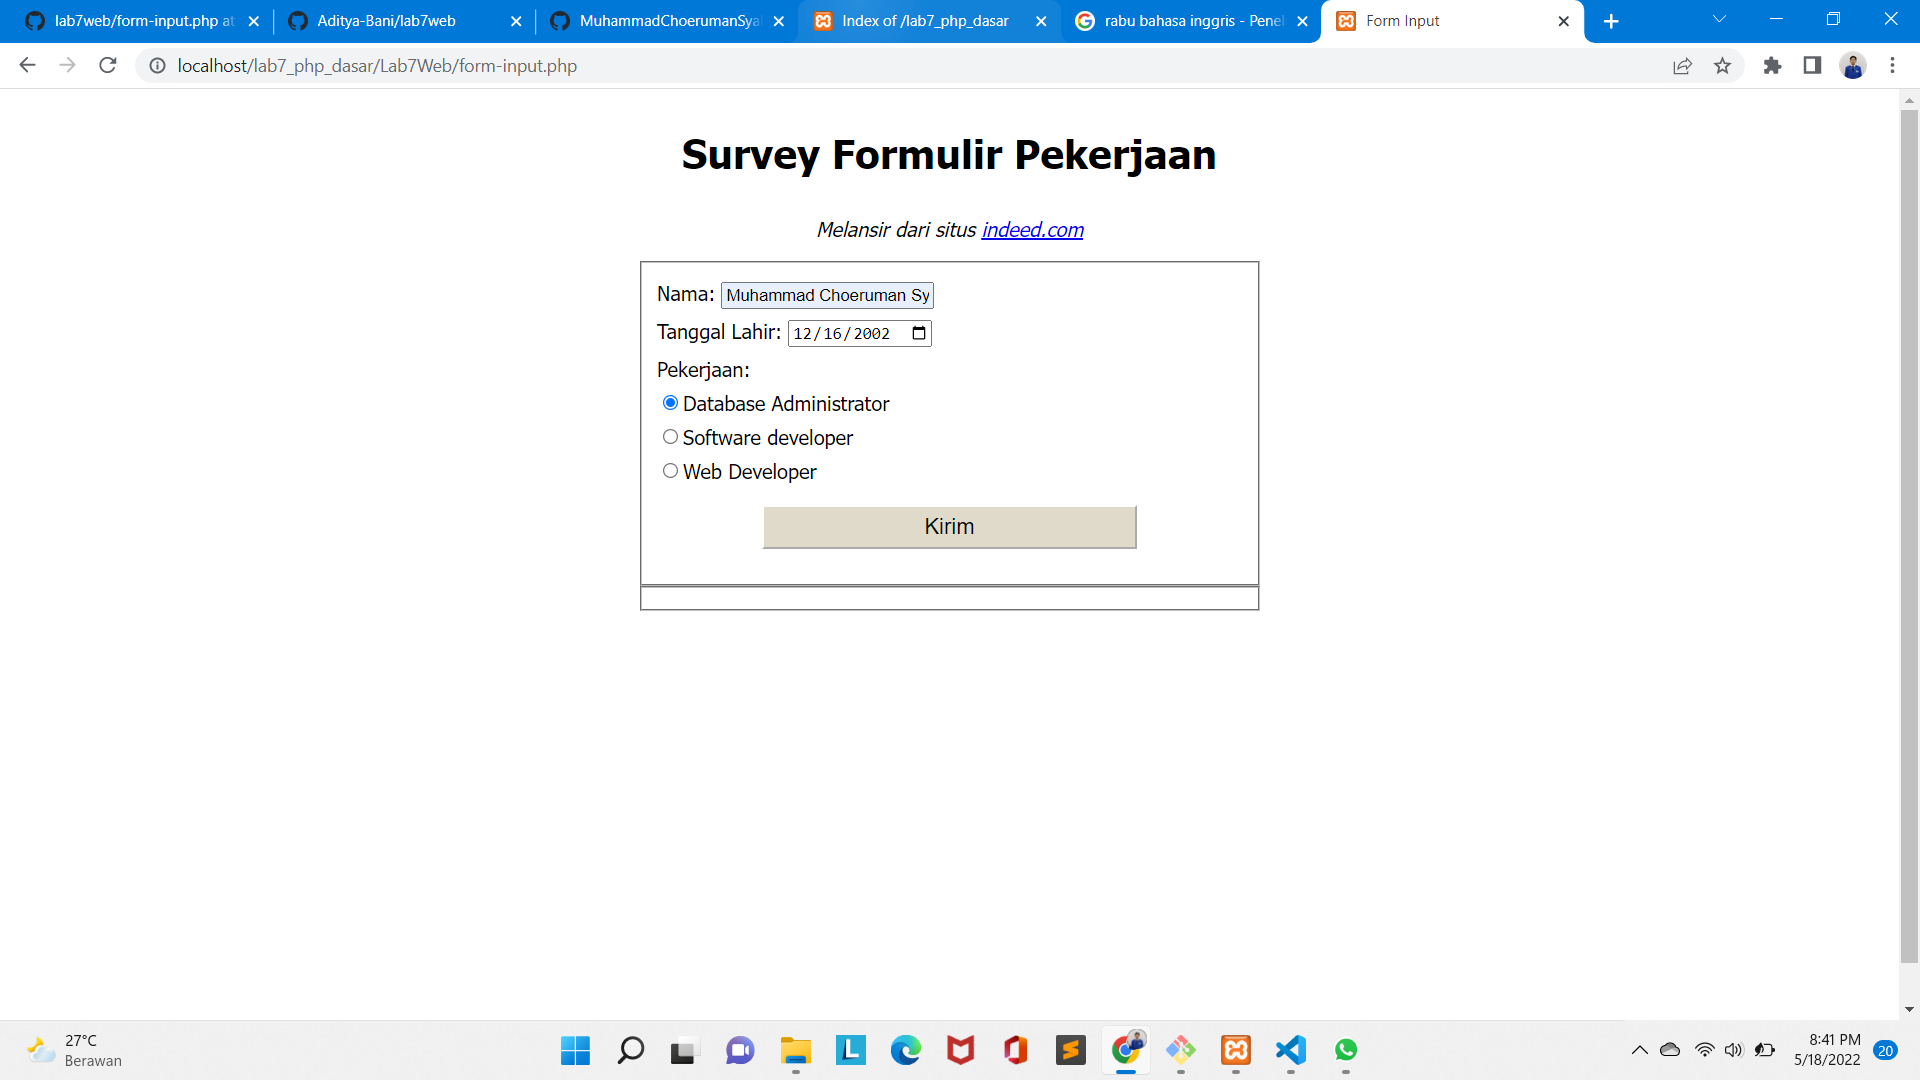 lab7web/form-input.php at
Aditya-Bani/lab7web
MuhammadChoerumanSya
Index of /lab7_php_dasar
rabu bahasa inggris - Penel
Form Input
localhost/lab7_php_dasar/Lab7Web/form-input.php
Survey Formulir Pekerjaan
Melansir dari situs indeed.com
Nama: Muhammad Choeruman Sy
Tanggal Lahir: 12/16/2002
Pekerjaan:
Database Administrator
Software developer
Web Developer
Kirim
27°C
Berawan
L
8:41 PM
5/18/2022
20